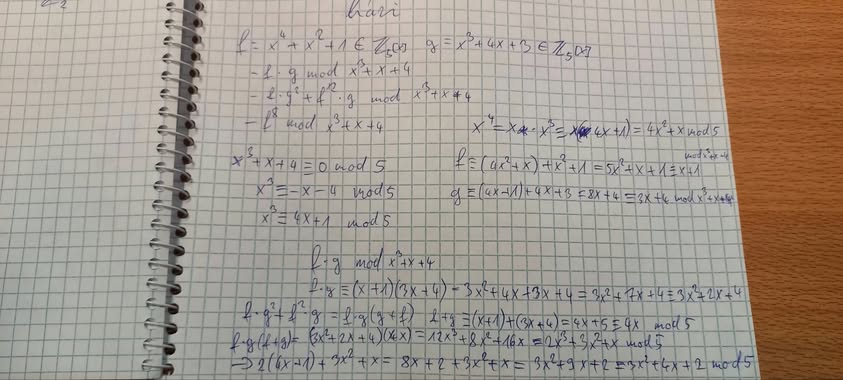 hári
f = x⁴ + x² + 1 ∈ ℤ₅[x] g = x³ + 4x + 3 ∈ ℤ₅[x]
- f · g mod x³ + x + 4
- f · g² + f² · g mod x³ + x + 4
- f⁸ mod x³ + x + 4
x⁴ = x · x³ ≡ x(4x + 1) = 4x² + x mod 5
x³ + x + 4 ≡ 0 mod 5
f ≡ (4x² + x) + x² + 1 = 5x² + x + 1 ≡ x + 1 mod x³ + x + 4
x³ ≡ -x - 4 mod 5
g ≡ (4x + 1) + 4x + 3 = 8x + 4 ≡ 3x + 4 mod x³ + x + 4
x³ ≡ 4x + 1 mod 5
f · g mod x³ + x + 4
f · g ≡ (x + 1)(3x + 4) = 3x² + 4x + 3x + 4 = 3x² + 7x + 4 ≡ 3x² + 2x + 4
f · g² + f² · g = f · g (g + f) f + g ≡ (x + 1) + (3x + 4) = 4x + 5 ≡ 4x mod 5
f · g (f + g) = (3x² + 2x + 4)(4x) = 12x³ + 8x² + 16x = 2x³ + 3x² + x mod 5
→ 2(4x + 1) + 3x² + x = 8x + 2 + 3x² + x = 3x² + 9x + 2 ≡ 3x² + 4x + 2 mod 5